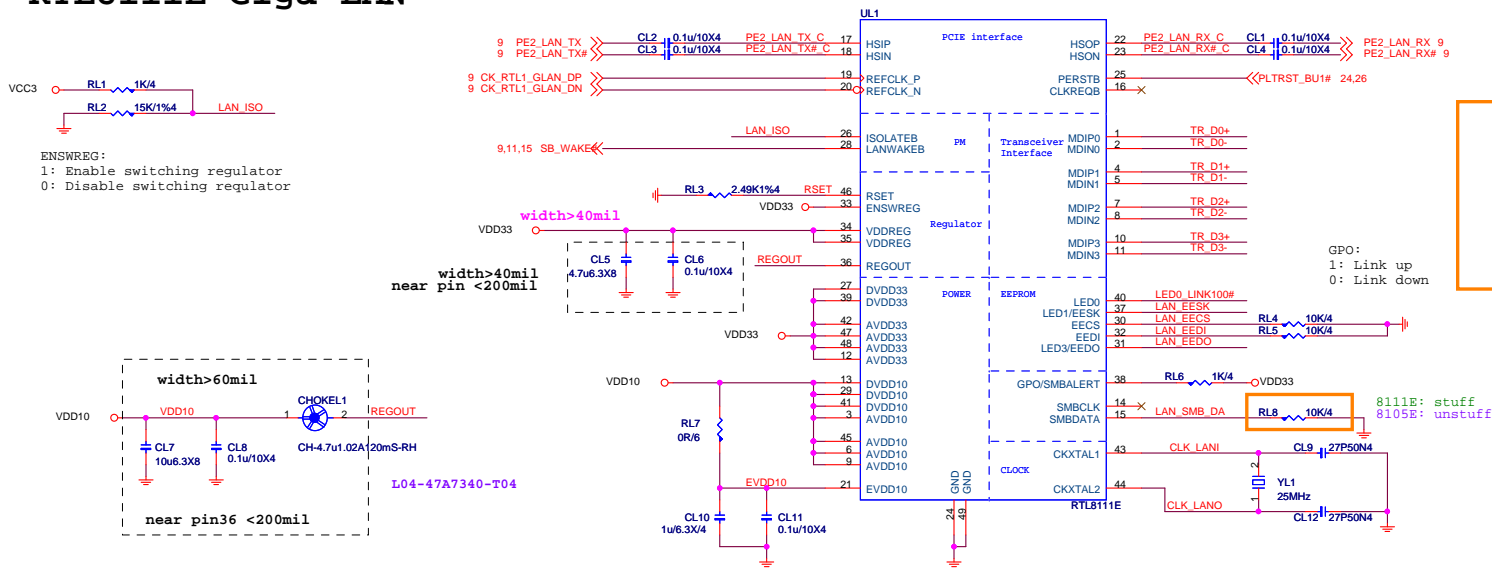 UL1
PCIE interface
9 PE2_LAN_TX CL2 0.1u/10X4 PE2_LAN_TX_C 17 HSIP
9 PE2_LAN_TX# CL3 0.1u/10X4 PE2_LAN_TX#_C 18 HSIN
HSOP 22 PE2_LAN_RX_C CL1 0.1u/10X4 PE2_LAN_RX 9
HSON 23 PE2_LAN_RX#_C CL4 0.1u/10X4 PE2_LAN_RX# 9
9 CK_RTL1_GLAN_DP 19 REFCLK_P
9 CK_RTL1_GLAN_DN 20 REFCLK_N
PERSTB 25 PLTRST_BU1# 24,26
CLKREQB 16
VCC3 RL1 1K/4
RL2 15K/1%4 LAN_ISO
ENSWREG:
1: Enable switching regulator
0: Disable switching requlator
LAN_ISO 26 ISOLATEB
9,11,15 SB_WAKE# 28 LANWAKEB
PM
Transceiver
Interface
MDIP0 1 TR_D0+
MDIN0 2 TR_D0-
MDIP1 4 TR_D1+
MDIN1 5 TR_D1-
MDIP2 7 TR_D2+
MDIN2 8 TR_D2-
MDIP3 10 TR_D3+
MDIN3 11 TR_D3-
RL3 2.49K1%4 RSET 46 RSET
VDD33 33 ENSWREG
Regulator
width>40mil
VDD33 34 VDDREG
35 VDDREG
CL5 4.7u6.3X8
CL6 0.1u/10X4
REGOUT 36 REGOUT
width>40mil
near pin <200mil
GPO:
1: Link up
0: Link down
POWER
EEPROM
27 DVDD33
39 DVDD33
VDD33
42 AVDD33
47 AVDD33
48 AVDD33
12 AVDD33
LED0 40 LED0_LINK100#
LED1/EESK 37 LAN_EESK
EECS 30 LAN_EECS RL4 10K/4
EEDI 32 LAN_EEDI RL5 10K/4
LED3/EEDO 31 LAN_EEDO
VDD10
13 DVDD10
29 DVDD10
41 DVDD10
3 AVDD10
45 AVDD10
6 AVDD10
9 AVDD10
RL7
0R/6
GPO/SMBALERT 38 RL6 1K/4 VDD33
SMBCLK 14
SMBDATA 15 LAN_SMB_DA RL8 10K/4
8111E: stuff
8105E: unstuff
EVDD10 21 EVDD10
CL10
1u/6.3X/4
CL11
0.1u/10X4
CLOCK
CKXTAL1 43 CLK_LANI CL9 27P50N4
YL1
25MHz
2
1
CKXTAL2 44 CLK_LANO CL12 27P50N4
GND 24
GND 49
RTL8111E
width>60mil
VDD10 VDD10 1 CHOKEL1 2 REGOUT
CL7
10u6.3X8
CL8
0.1u/10X4
CH-4.7u1.02A120mS-RH
L04-47A7340-T04
near pin36 <200mil